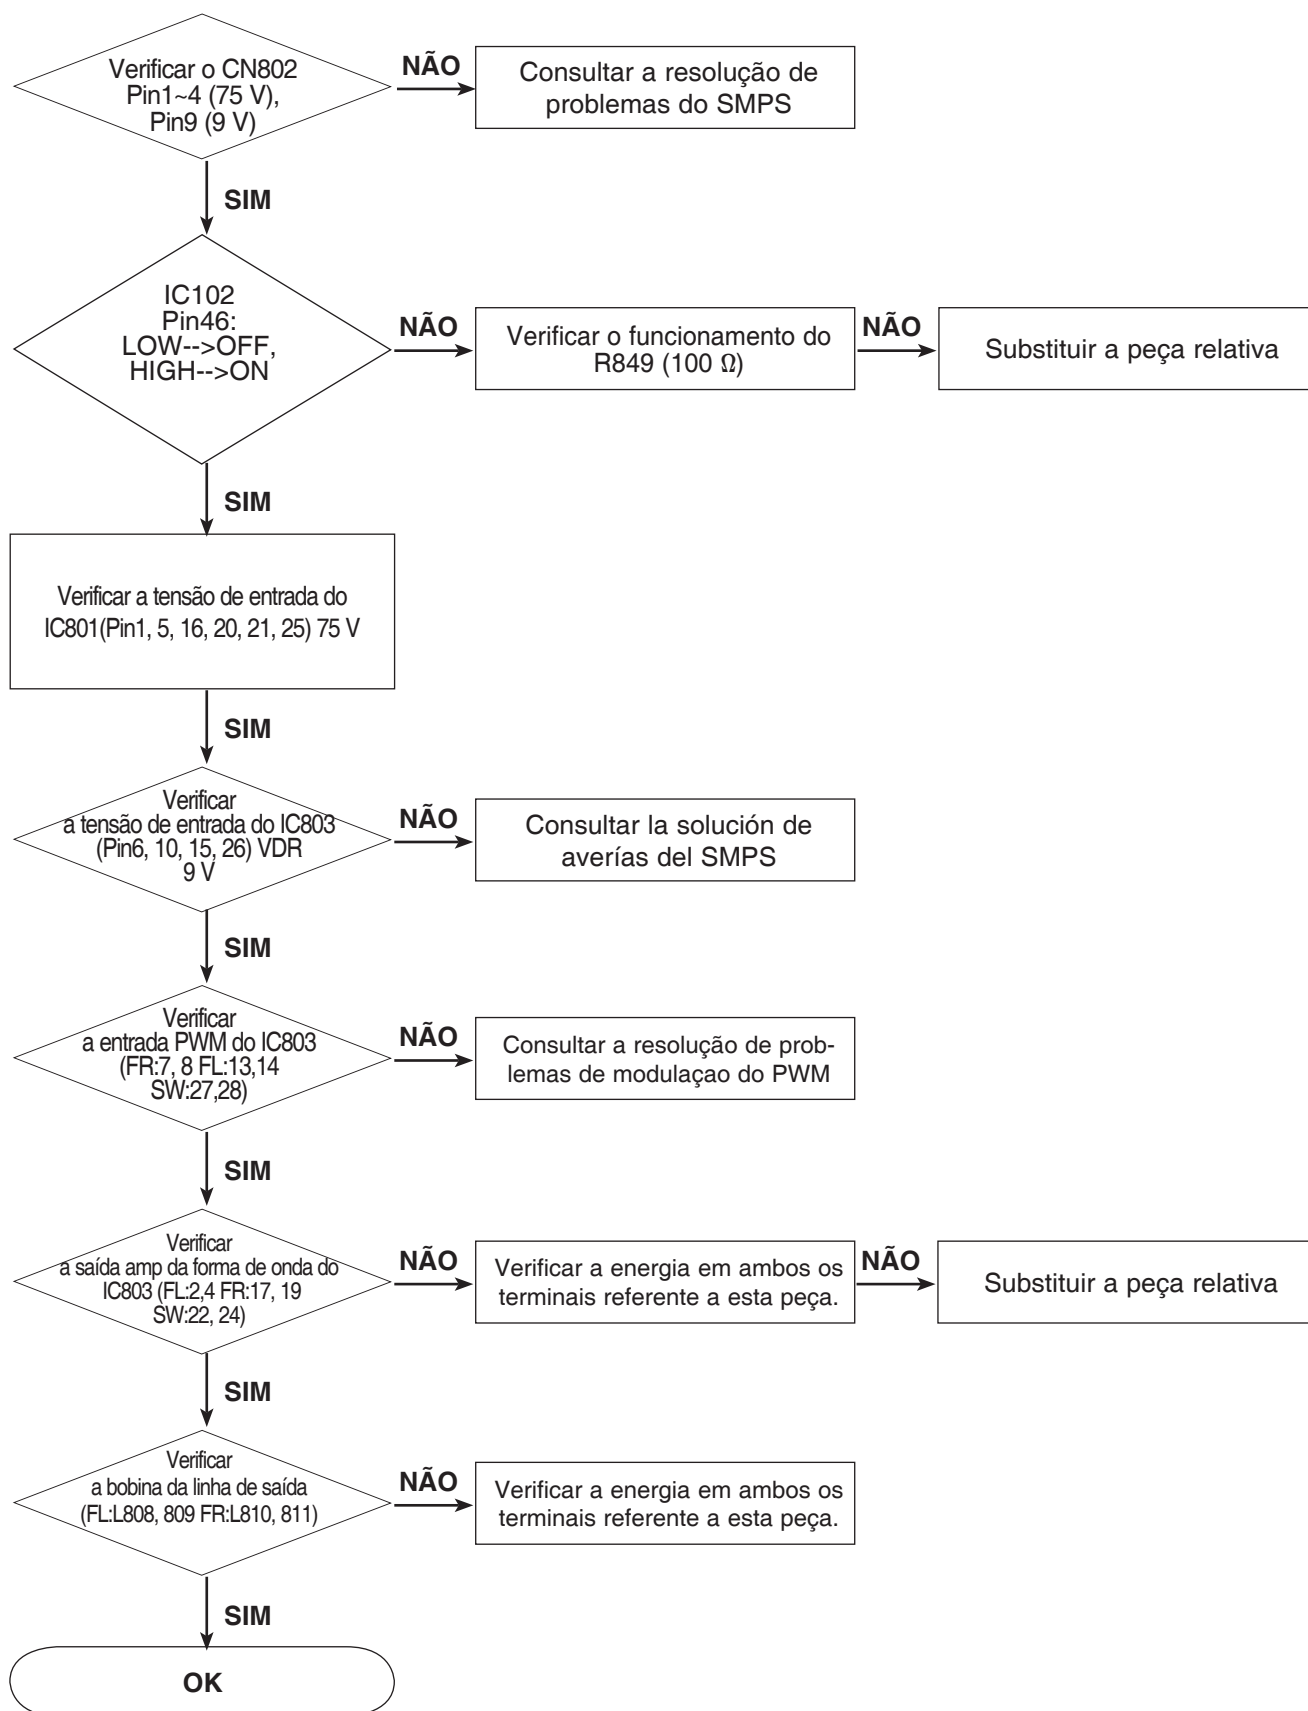 Verificar o CN802
Pin1~4 (75 V),
Pin9 (9 V)
NÃO
Consultar a resolução de
problemas do SMPS
SIM
IC102
Pin46:
LOW-->OFF,
HIGH-->ON
NÃO
Verificar o funcionamento do
R849 (100 Ω)
NÃO
Substituir a peça relativa
SIM
Verificar a tensão de entrada do
IC801(Pin1, 5, 16, 20, 21, 25) 75 V
SIM
Verificar
a tensão de entrada do IC803
(Pin6, 10, 15, 26) VDR
9 V
NÃO
Consultar la solución de
averías del SMPS
SIM
Verificar
a entrada PWM do IC803
(FR:7, 8 FL:13,14
SW:27,28)
NÃO
Consultar a resolução de prob-
lemas de modulaçao do PWM
SIM
Verificar
a saída amp da forma de onda do
IC803 (FL:2,4 FR:17, 19
SW:22, 24)
NÃO
Verificar a energia em ambos os
terminais referente a esta peça.
NÃO
Substituir a peça relativa
SIM
Verificar
a bobina da linha de saída
(FL:L808, 809 FR:L810, 811)
NÃO
Verificar a energia em ambos os
terminais referente a esta peça.
SIM
OK